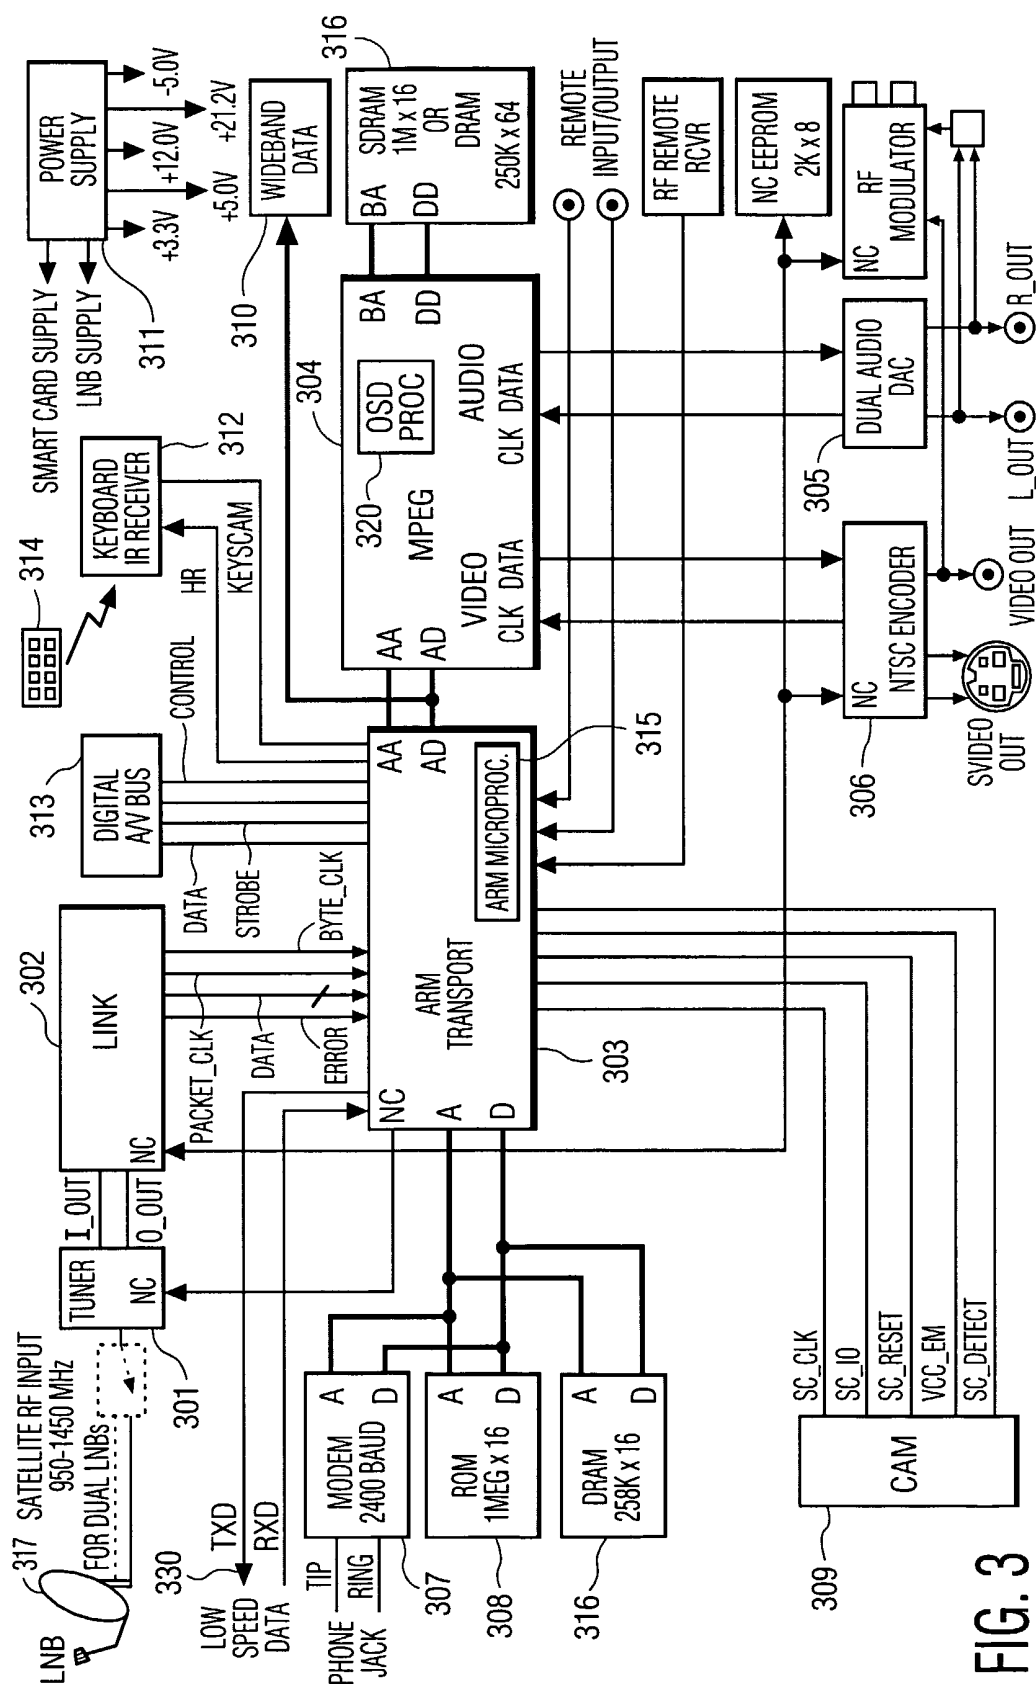 LNB
317
SATELLITE RF INPUT
950-1450 MHz
FOR DUAL LNBs
301
TUNER
NC
I_OUT
O_OUT
302
LINK
NC
PACKET_CLK
DATA
ERROR
BYTE_CLK
313
DIGITAL
A/V BUS
DATA
STROBE
CONTROL
314
KEYBOARD
IR RECEIVER
312
HR
KEYSCAM
SMART CARD SUPPLY
LNB SUPPLY
311
POWER
SUPPLY
+3.3V
+5.0V
+12.0V
+21.2V
-5.0V
310
WIDEBAND
DATA
330
TXD
RXD
LOW
SPEED
DATA
303
NC
A
D
ARM
TRANSPORT
AA
AD
ARM MICROPROC.
315
304
AA
AD
320
OSD
PROC
MPEG
VIDEO
CLK DATA
AUDIO
CLK DATA
BA
DD
316
BA
DD
SDRAM
1M x 16
OR
DRAM
250K x 64
PHONE
JACK
TIP
RING
MODEM
2400 BAUD
A
D
307
ROM
1MEG x 16
A
D
308
DRAM
258K x 16
A
D
316
REMOTE
INPUT/OUTPUT
RF REMOTE
RCVR
NC EEPROM
2K x 8
309
CAM
SC_CLK
SC_IO
SC_RESET
VCC_EM
SC_DETECT
306
NC
NTSC ENCODER
SVIDEO
OUT
VIDEO OUT
305
DUAL AUDIO
DAC
L_OUT
R_OUT
NC
RF
MODULATOR
FIG. 3